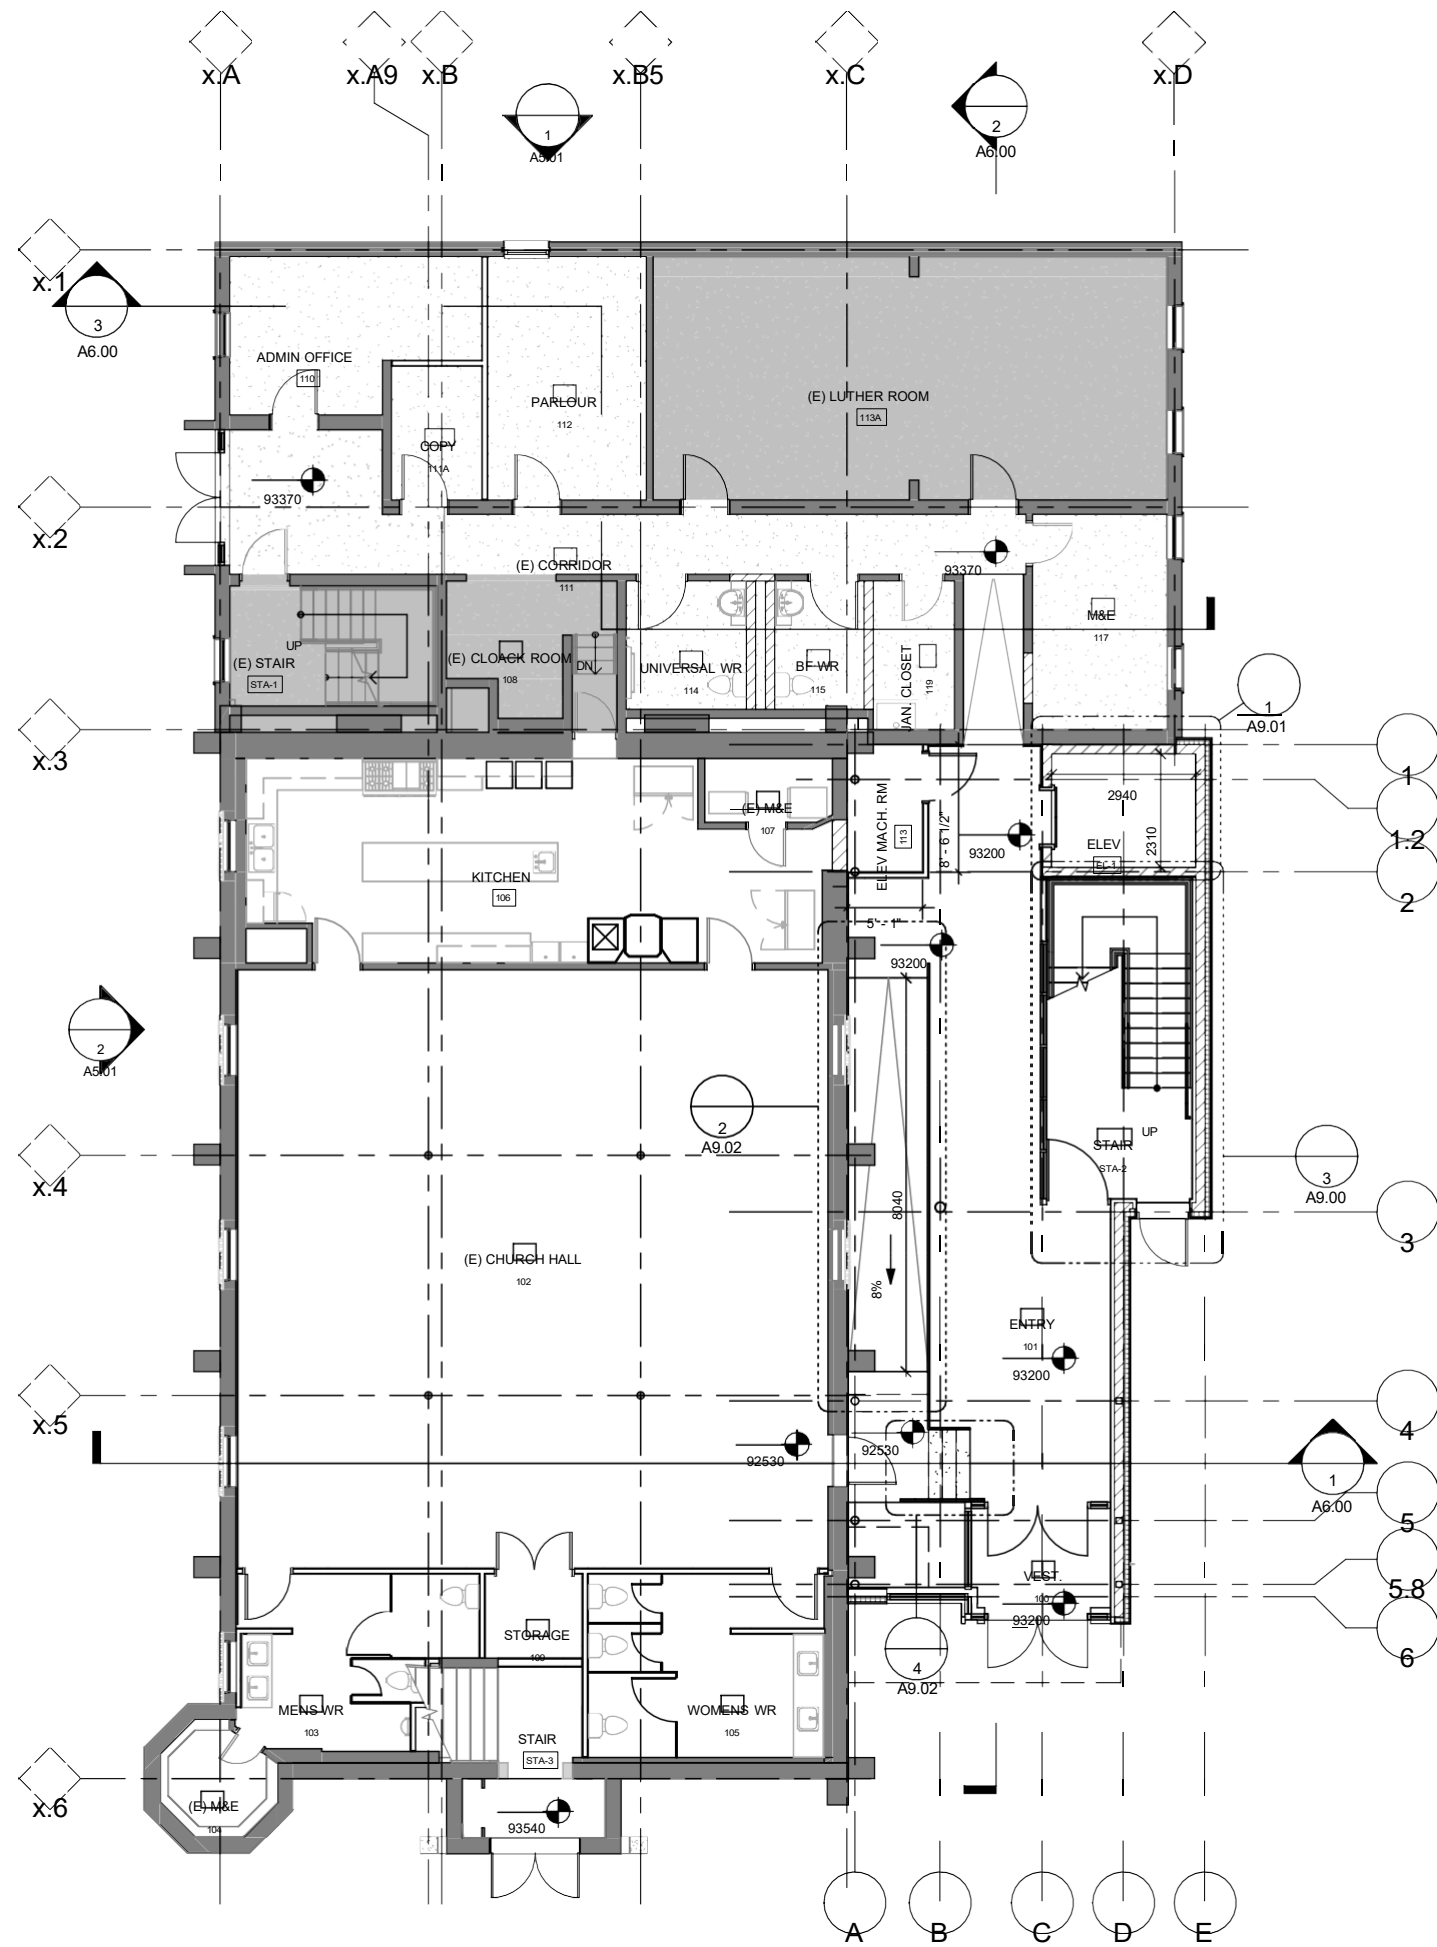 x.A
x.A9
x.B
x.B5
x.C
x.D
1
A5.01
2
A6.00
x.1
3
A6.00
ADMIN OFFICE
110
PARLOUR
112
(E) LUTHER ROOM
113A
COPY
111A
93370
x.2
(E) CORRIDOR
111
93370
M&E
117
UP
(E) STAIR
STA-1
(E) CLOACK ROOM
108
DN
UNIVERSAL WR
114
BF WR
115
JAN. CLOSET
119
1
A9.01
x.3
1
2940
2310
ELEV
EL-1
1.2
(E) M&E
107
ELEV MACH. RM
113
8' - 6 1/2"
93200
KITCHEN
106
2
5' - 1"
93200
2
A5.01
2
A9.02
STAIR
STA-2
UP
3
A9.00
x.4
8040
3
8%
(E) CHURCH HALL
102
ENTRY
101
93200
x.5
4
92530
92530
1
A6.00
5
VEST.
100
93200
5.8
STORAGE
109
6
4
A9.02
MENS WR
103
STAIR
STA-3
WOMENS WR
105
x.6
(E) M&E
104
93540
A
B
C
D
E